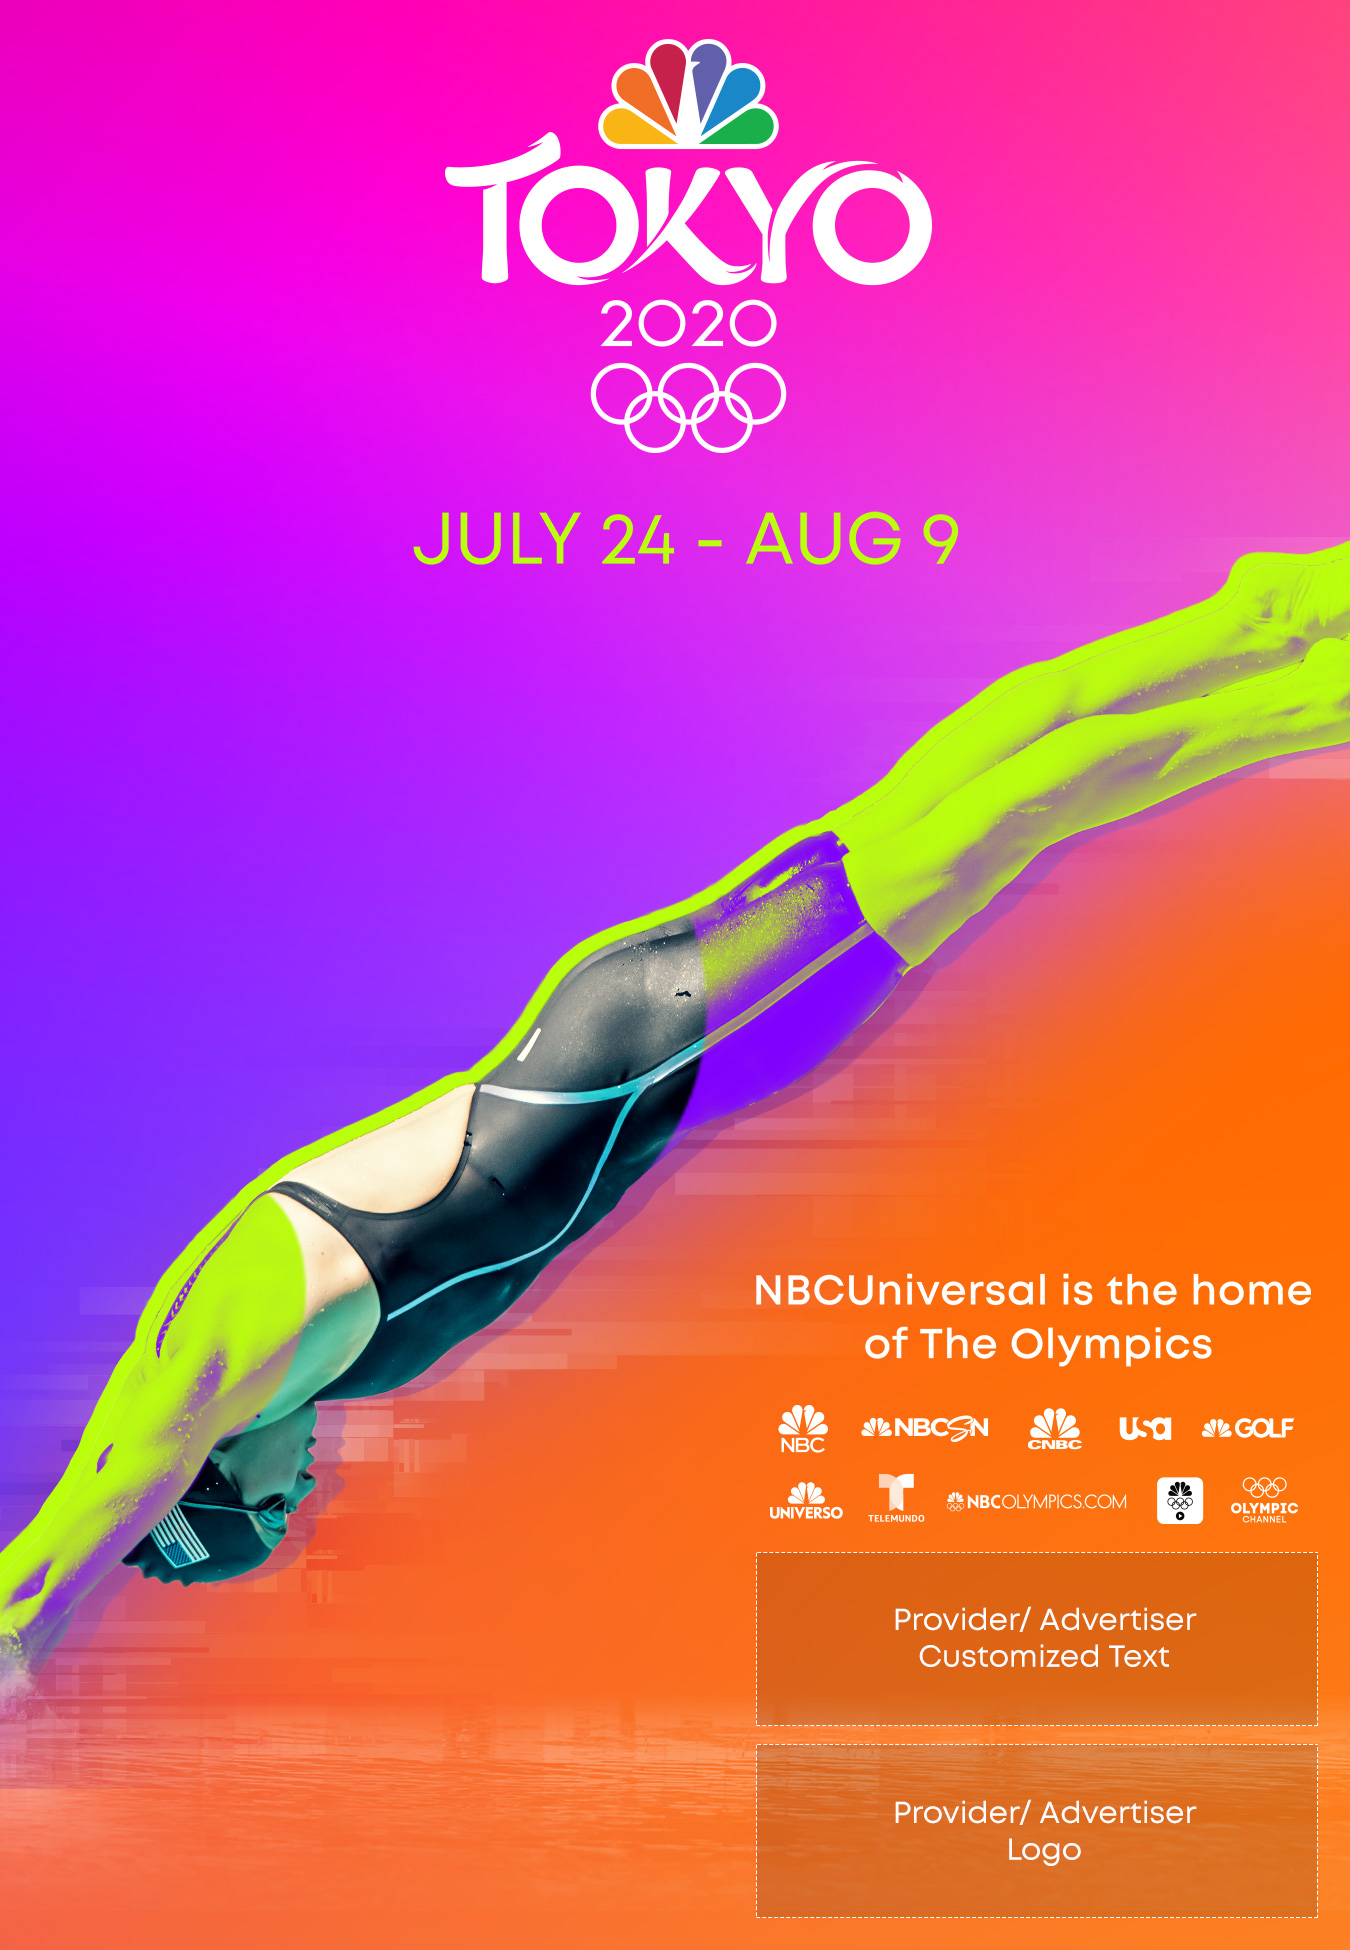 TOKYO
2020
JULY 24 - AUG 9
NBCUniversal is the home
of The Olympics
NBC NBCSN CNBC USA GOLF
UNIVERSO TELEMUNDO NBCOLYMPICS.COM OLYMPIC
CHANNEL
Provider/ Advertiser
Customized Text
Provider/ Advertiser
Logo